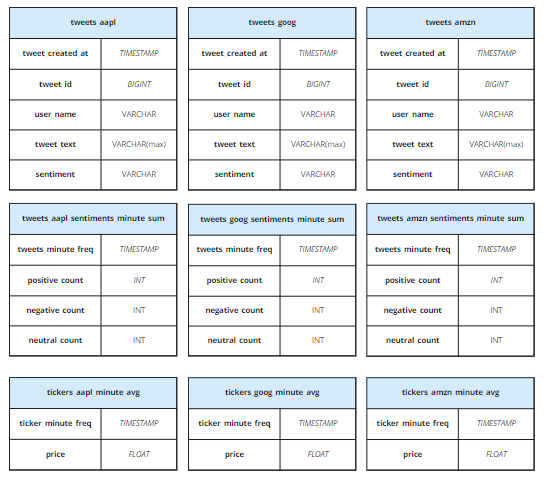 tweets aapl tweets goog tweets amzn
tweet created at TIMESTAMP tweet created at TIMESTAMP tweet created at TIMESTAMP
tweet id BIGINT tweet id BIGINT tweet id BIGINT
user name VARCHAR user name VARCHAR user name VARCHAR
tweet text VARCHAR(max) tweet text VARCHAR(max) tweet text VARCHAR(max)
sentiment VARCHAR sentiment VARCHAR sentiment VARCHAR
tweets aapl sentiments minute sum tweets goog sentiments minute sum tweets amzn sentiments minute sum
tweets minute freq TIMESTAMP tweets minute freq TIMESTAMP tweets minute freq TIMESTAMP
positive count INT positive count INT positive count INT
negative count INT negative count INT negative count INT
neutral count INT neutral count INT neutral count INT
tickers aapl minute avg tickers goog minute avg tickers amzn minute avg
ticker minute freq TIMESTAMP ticker minute freq TIMESTAMP ticker minute freq TIMESTAMP
price FLOAT price FLOAT price FLOAT